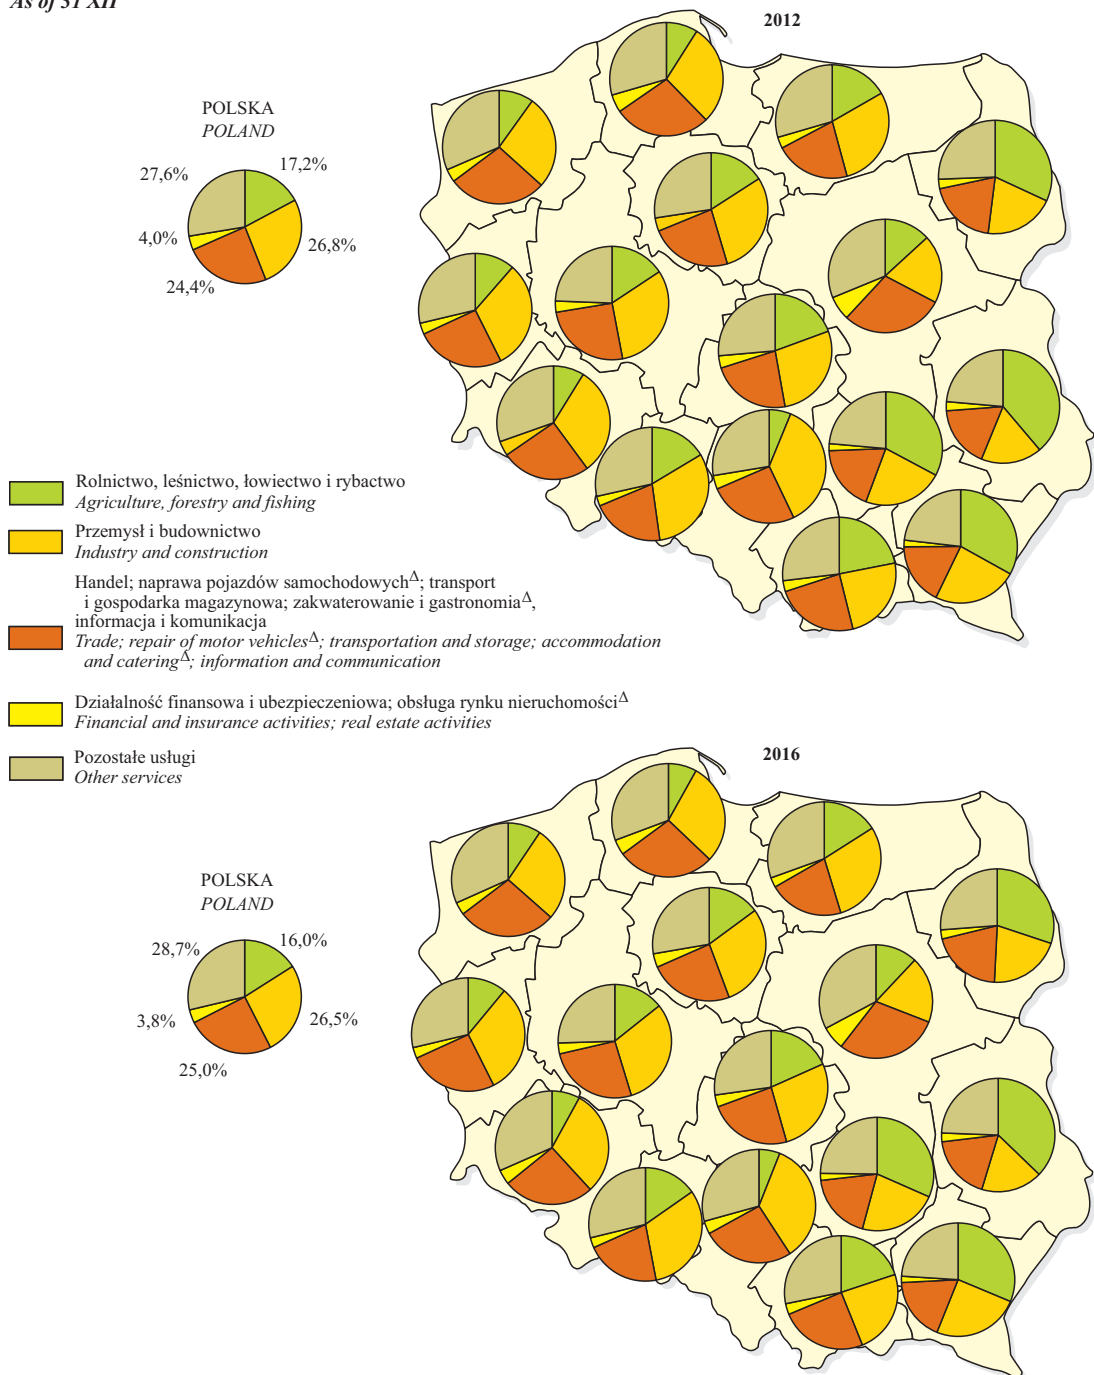 As of 31 XII
2012
POLSKA
POLAND
27,6%
17,2%
4,0%
26,8%
24,4%
Rolnictwo, leśnictwo, łowiectwo i rybactwo
Agriculture, forestry and fishing
Przemysł i budownictwo
Industry and construction
Handel; naprawa pojazdów samochodowychΔ; transport
i gospodarka magazynowa; zakwaterowanie i gastronomiaΔ,
informacja i komunikacja
Trade; repair of motor vehiclesΔ; transportation and storage; accommodation
and cateringΔ; information and communication
Działalność finansowa i ubezpieczeniowa; obsługa rynku nieruchomościΔ
Financial and insurance activities; real estate activities
Pozostałe usługi
Other services
2016
POLSKA
POLAND
28,7%
16,0%
3,8%
26,5%
25,0%